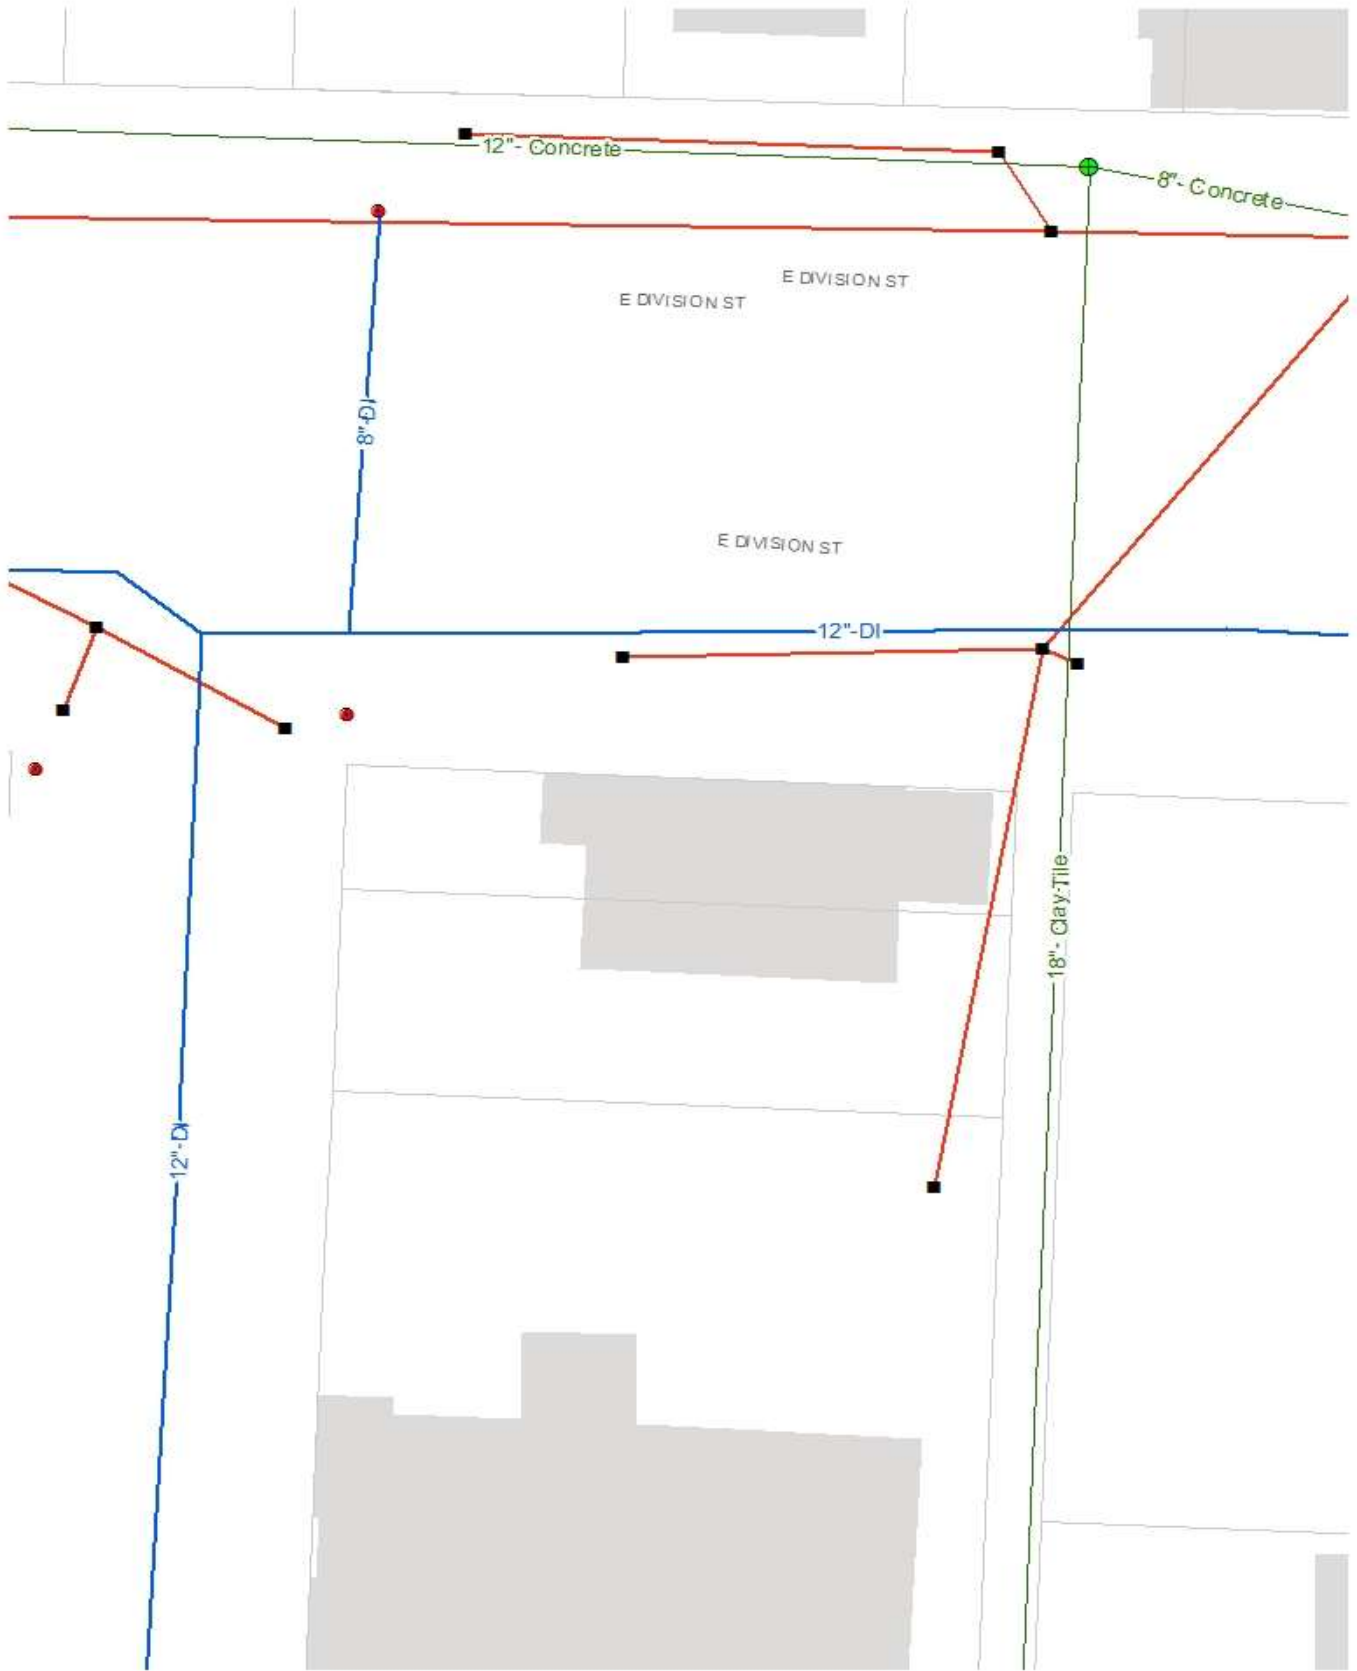 12"- Concrete
8"- Concrete
E DIVISION ST
E DIVISION ST
8"-DI
E DIVISION ST
12"-DI
18"- Clay-Tile
12"-DI